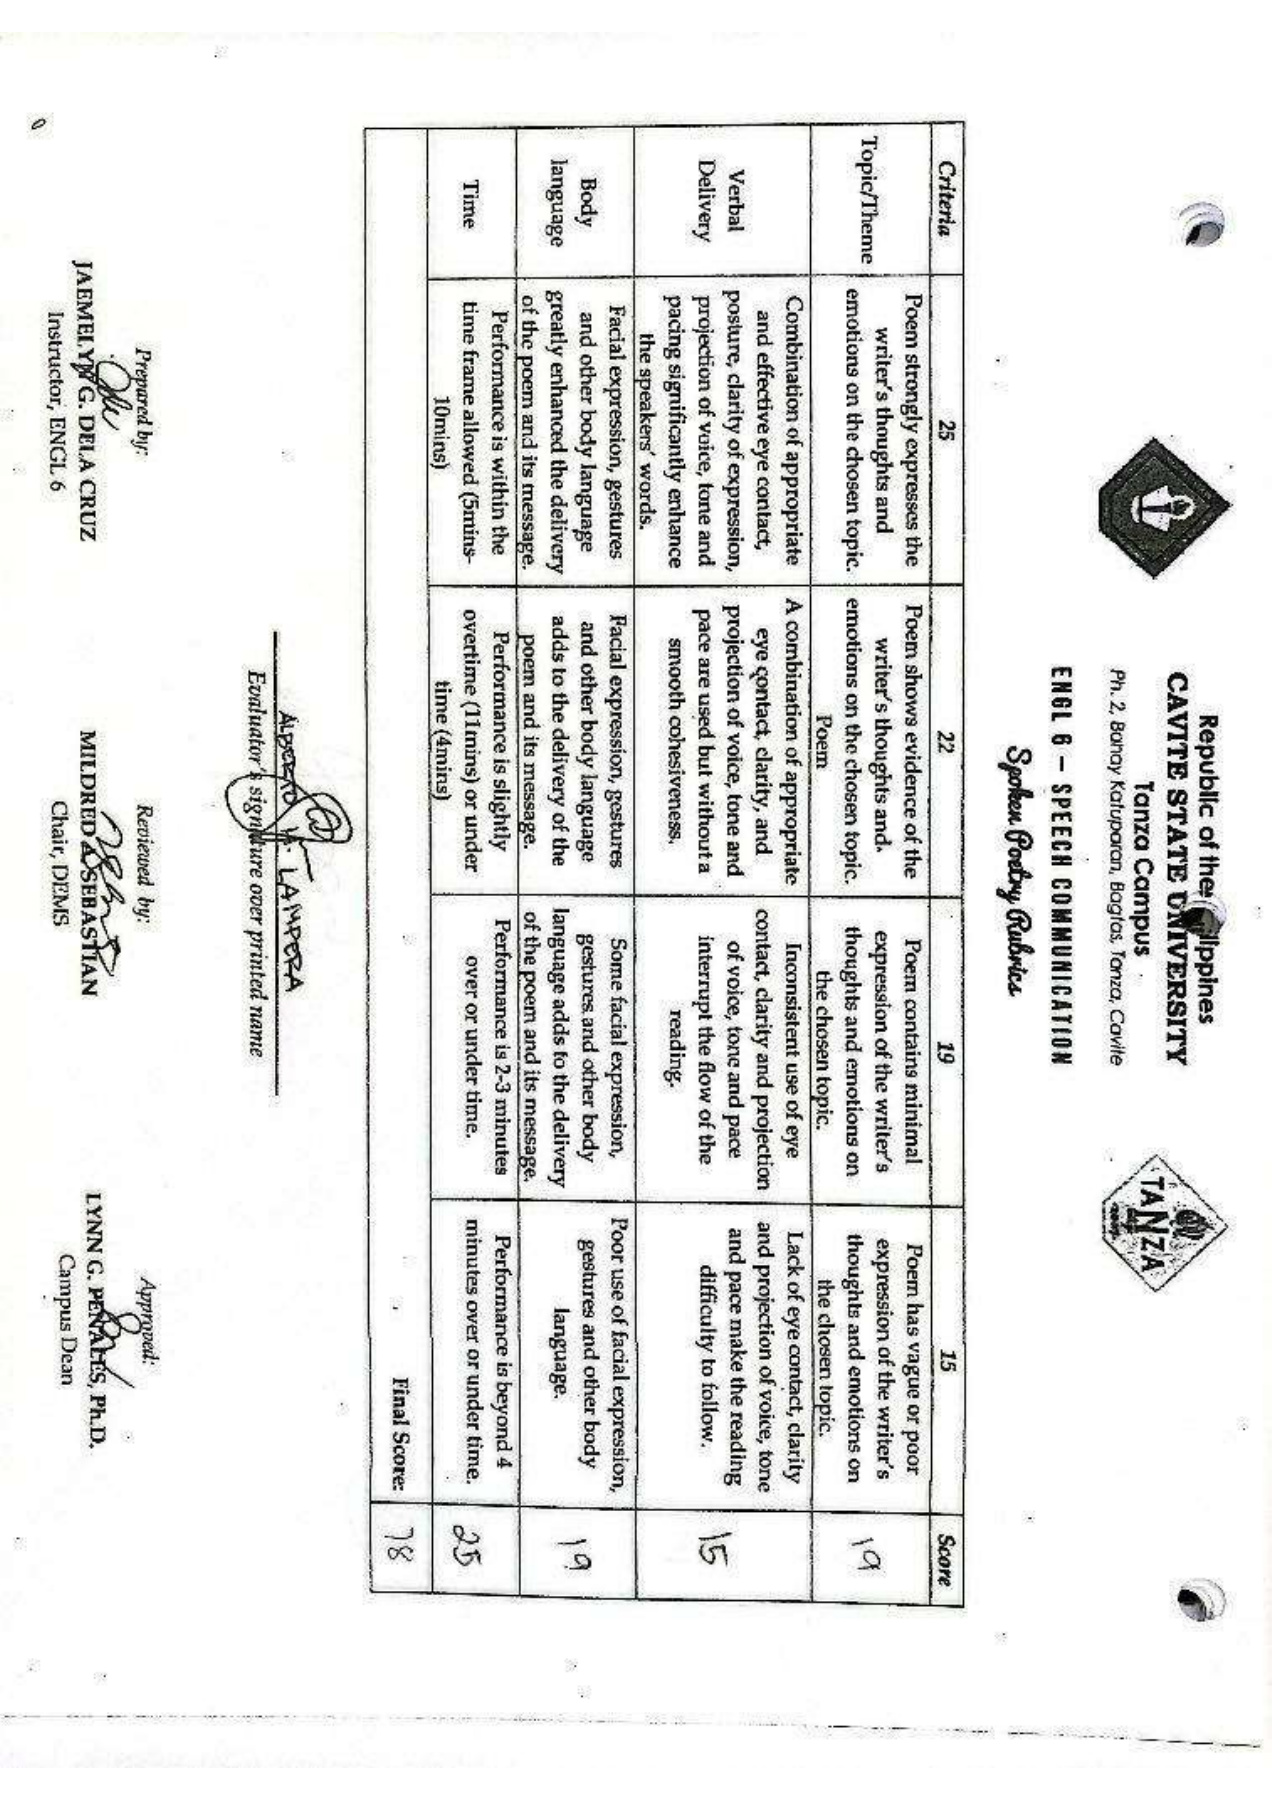 Republic of the Philippines
CAVITE STATE UNIVERSITY
Tanza Campus
Ph. 2, Bahay Katuparan, Bagtas, Tanza, Cavite
TANZA
ENGL 6 – SPEECH COMMUNICATION
Spoken Poetry Rubrics
Criteria 25 22 19 15 Score
Topic/Theme
Poem strongly expresses the
writer's thoughts and
emotions on the chosen topic.
Poem shows evidence of the
writer's thoughts and
emotions on the chosen topic.
Poem
Poem contains minimal
expression of the writer's
thoughts and emotions on
the chosen topic.
Poem has vague or poor
expression of the writer's
thoughts and emotions on
the chosen topic.
19
Verbal
Delivery
Combination of appropriate
and effective eye contact,
posture, clarity of expression,
projection of voice, tone and
pacing significantly enhance
the speakers' words.
A combination of appropriate
eye contact, clarity, and
projection of voice, tone and
pace are used but without a
smooth cohesiveness.
Inconsistent use of eye
contact, clarity and projection
of voice, tone and pace
interrupt the flow of the
reading.
Lack of eye contact, clarity
and projection of voice, tone
and pace make the reading
difficulty to follow.
15
Body
language
Facial expression, gestures
and other body language
greatly enhanced the delivery
of the poem and its message.
Facial expression, gestures
and other body language
adds to the delivery of the
poem and its message.
Some facial expression,
gestures and other body
language adds to the delivery
of the poem and its message.
Poor use of facial expression,
gestures and other body
language.
19
Time
Performance is within the
time frame allowed (5mins-
10mins)
Performance is slightly
overtime (11mins) or under
time (4mins)
Performance is 2-3 minutes
over or under time.
Performance is beyond 4
minutes over or under time.
25
Final Score: 78
ALBERTO A. LAMPERA
Evaluator's signature over printed name
Prepared by:
JAEMELYN G. DELA CRUZ
Instructor, ENGL 6
Reviewed by:
MILDRED A. SEBASTIAN
Chair, DEMS
Approved:
LYNN G. PENALES, Ph.D.
Campus Dean